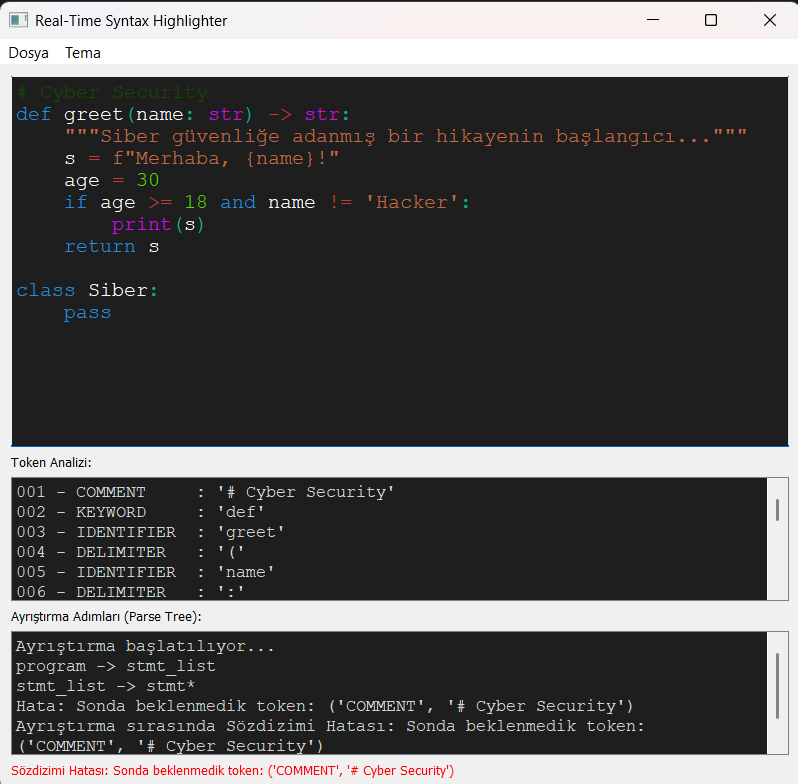 Real-Time Syntax Highlighter
Dosya Tema
# Cyber Security
def greet(name: str) -> str:
    """Siber güvenliğe adanmış bir hikayenin başlangıcı..."""
    s = f"Merhaba, {name}!"
    age = 30
    if age >= 18 and name != 'Hacker':
        print(s)
    return s
class Siber:
    pass
Token Analizi:
001 - COMMENT     : '# Cyber Security'
002 - KEYWORD     : 'def'
003 - IDENTIFIER  : 'greet'
004 - DELIMITER   : '('
005 - IDENTIFIER  : 'name'
006 - DELIMITER   : ':'
Ayrıştırma Adımları (Parse Tree):
Ayrıştırma başlatılıyor...
program -> stmt_list
stmt_list -> stmt*
Hata: Sonda beklenmedik token: ('COMMENT', '# Cyber Security')
Ayrıştırma sırasında Sözdizimi Hatası: Sonda beklenmedik token:
('COMMENT', '# Cyber Security')
Sözdizimi Hatası: Sonda beklenmedik token: ('COMMENT', '# Cyber Security')